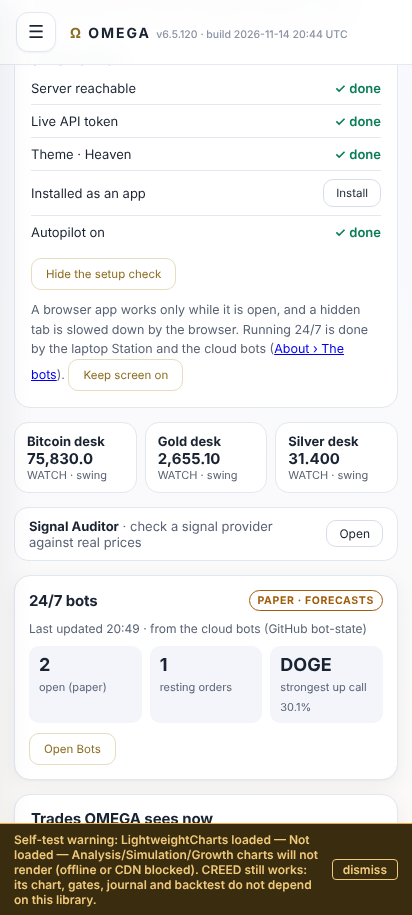 ☰ Ω OMEGA v6.5.120 · build 2026-11-14 20:44 UTC
Server reachable ✓ done
Live API token ✓ done
Theme · Heaven ✓ done
Installed as an app Install
Autopilot on ✓ done
Hide the setup check
A browser app works only while it is open, and a hidden
tab is slowed down by the browser. Running 24/7 is done
by the laptop Station and the cloud bots (About › The
bots). Keep screen on
Bitcoin desk
75,830.0
WATCH · swing
Gold desk
2,655.10
WATCH · swing
Silver desk
31.400
WATCH · swing
Signal Auditor · check a signal provider
against real prices
Open
24/7 bots PAPER · FORECASTS
Last updated 20:49 · from the cloud bots (GitHub bot-state)
2
open (paper)
1
resting orders
DOGE
strongest up call
30.1%
Open Bots
Trades OMEGA sees now
Self-test warning: LightweightCharts loaded — Not
loaded — Analysis/Simulation/Growth charts will not
render (offline or CDN blocked). CREED still works:
its chart, gates, journal and backtest do not depend
on this library.
dismiss